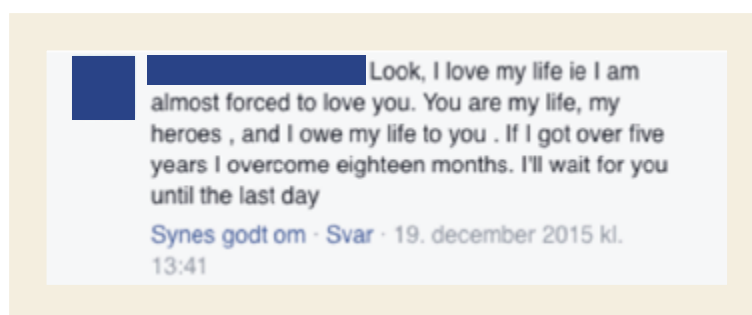 Look, I love my life ie I am
almost forced to love you. You are my life, my
heroes , and I owe my life to you . If I got over five
years I overcome eighteen months. I'll wait for you
until the last day
Synes godt om · Svar · 19. december 2015 kl.
13:41